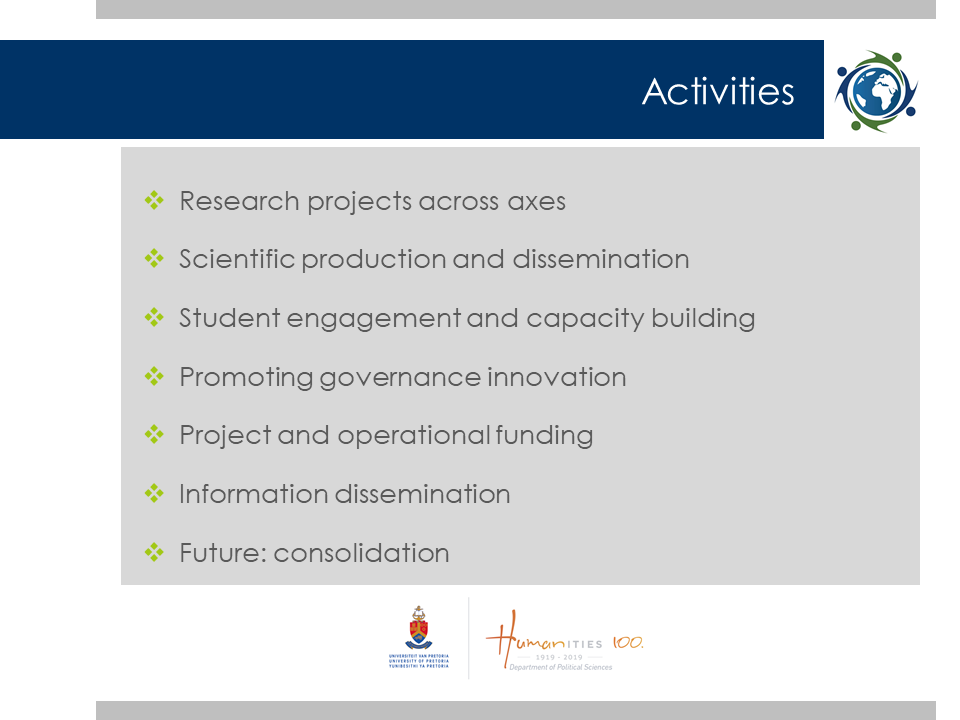 Activities
Research projects across axes
Scientific production and dissemination
Student engagement and capacity building
Promoting governance innovation
Project and operational funding
Information dissemination
Future: consolidation
UNIVERSITEIT VAN PRETORIA
UNIVERSITY OF PRETORIA
YUNIBESITHI YA PRETORIA
HumanITIES 100.
1919 - 2019
Department of Political Sciences